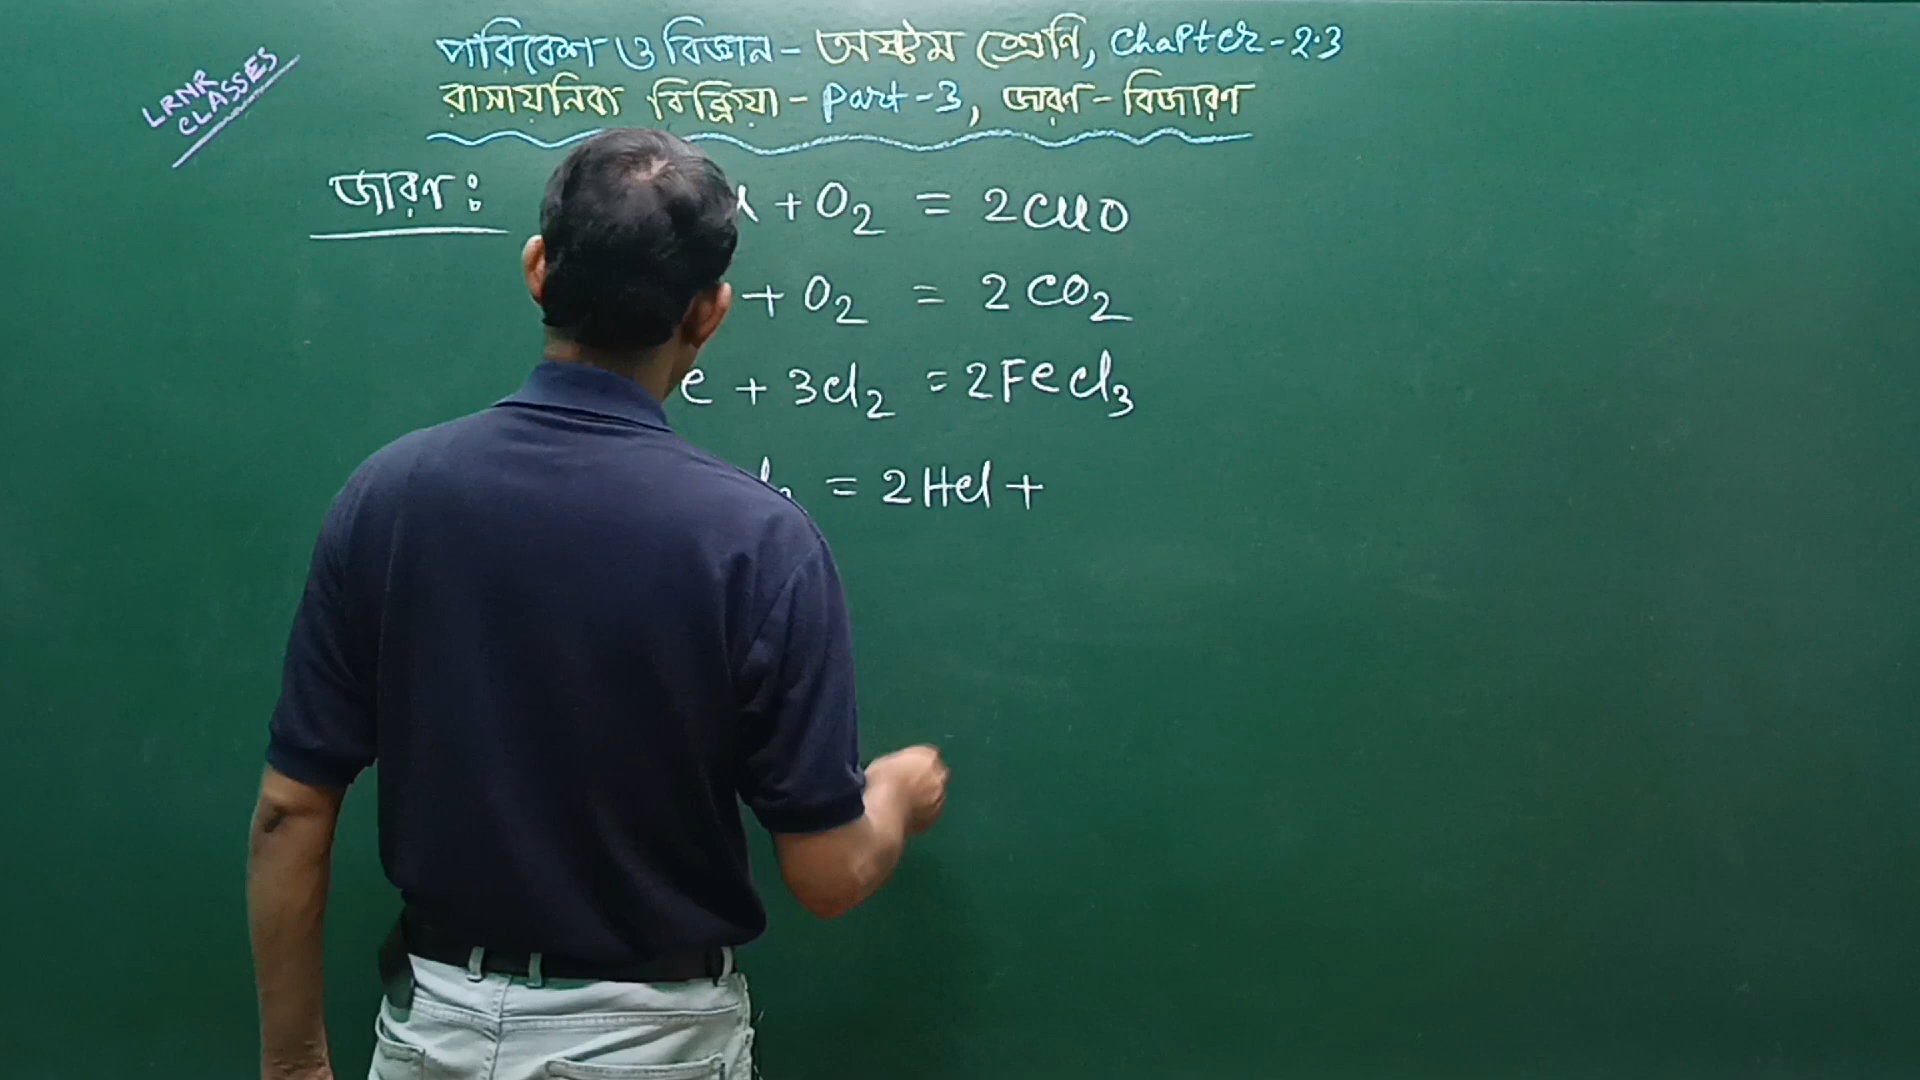 LRNR
CLASSES
পরিবেশ ও বিজ্ঞান - অষ্টম শ্রেণি, Chapter - 2.3
রাসায়নিক বিক্রিয়া - Part - 3, জারণ - বিজারণ
জারণ :
+ O₂ = 2CuO
+ O₂ = 2CO₂
e + 3Cl₂ = 2FeCl₃
= 2HCl +